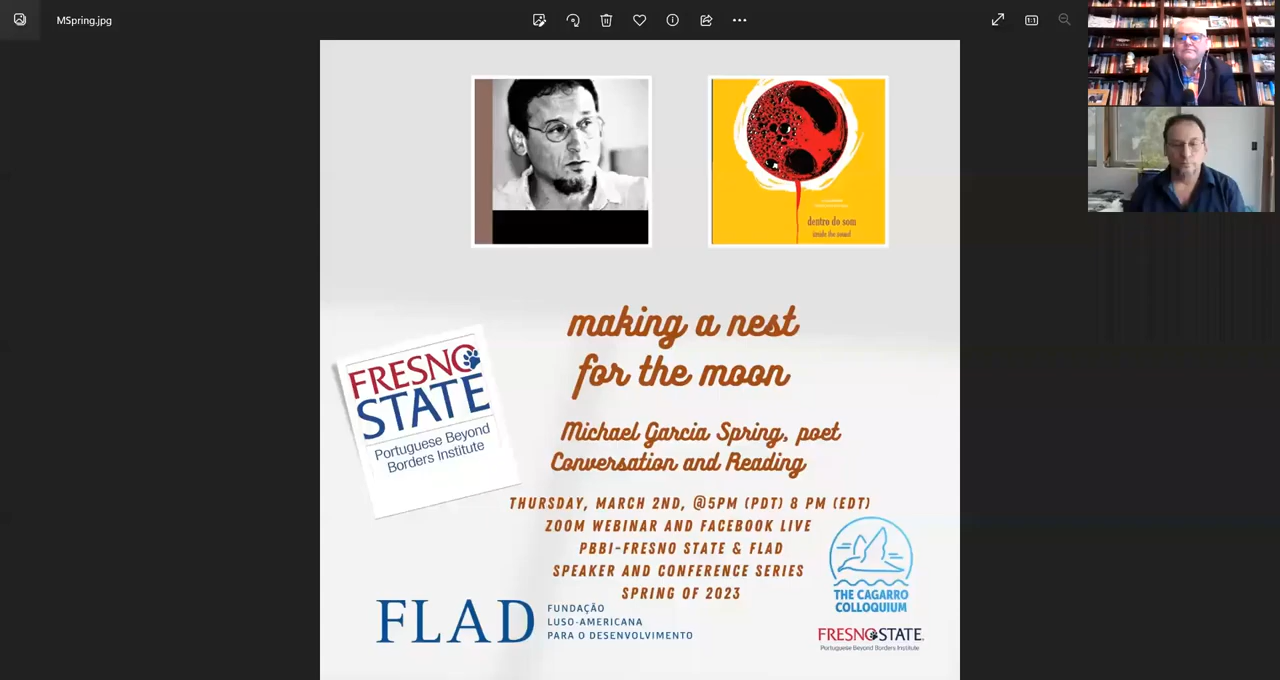 MSpring.jpg
dentro do som
inside the sound
making a nest
for the moon
FRESNO
STATE
Portuguese Beyond
Borders Institute
Michael Garcia Spring, poet
Conversation and Reading
THURSDAY, MARCH 2ND, @5PM (PDT) 8 PM (EDT)
ZOOM WEBINAR AND FACEBOOK LIVE
PBBI-FRESNO STATE & FLAD
SPEAKER AND CONFERENCE SERIES
SPRING OF 2023
THE CAGARRO
COLLOQUIUM
FLAD
FUNDAÇÃO
LUSO-AMERICANA
PARA O DESENVOLVIMENTO
FRESNO STATE.
Portuguese Beyond Borders Institute